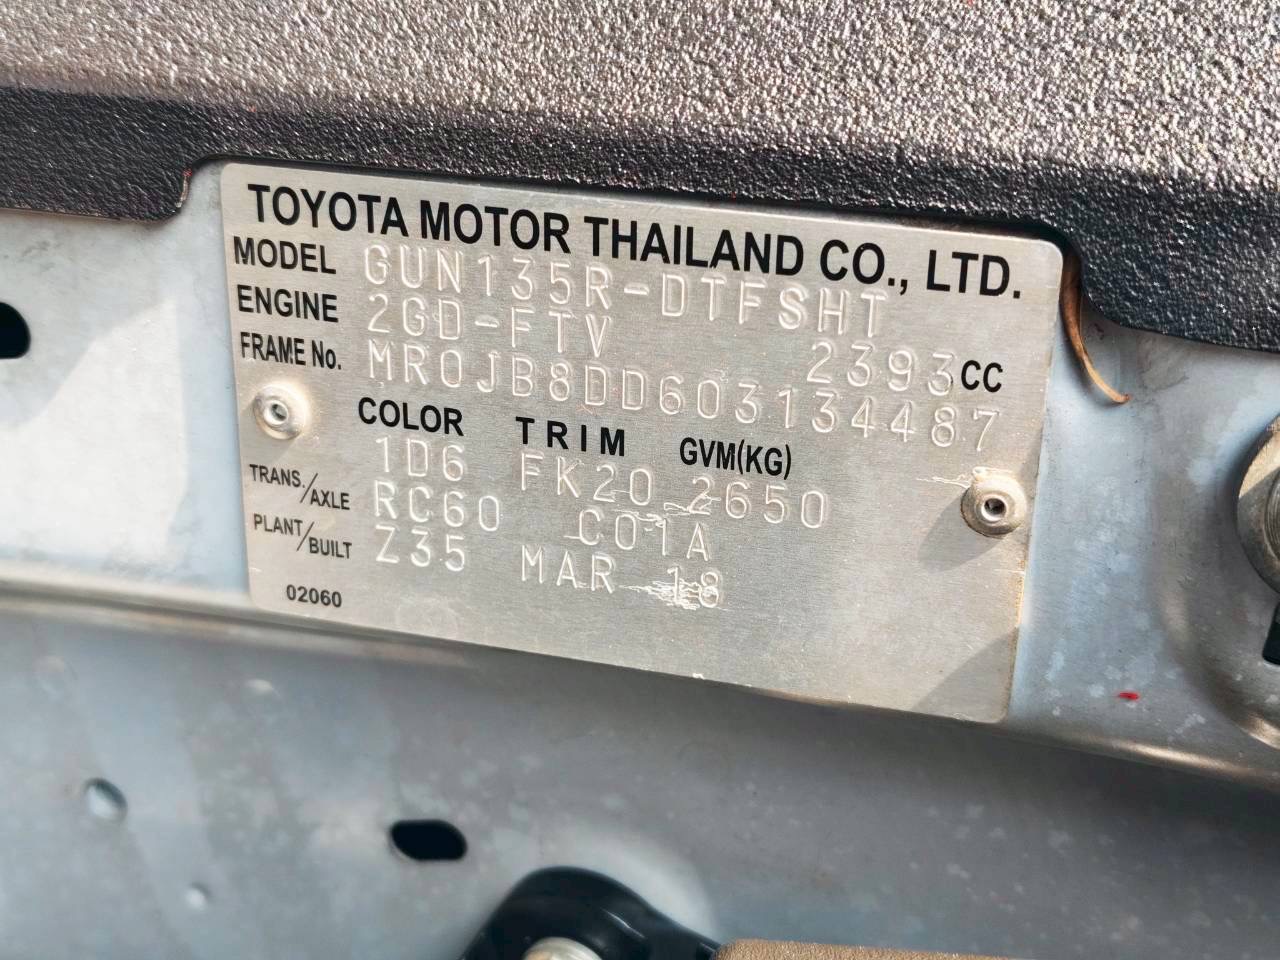 TOYOTA MOTOR THAILAND CO., LTD.
MODEL GUN135R-DTFSHT
ENGINE 2GD-FTV 2393 CC
FRAME No. MR0JB8DD603134487
COLOR TRIM GVM(KG)
1D6 FK20 2650
TRANS./AXLE RC60 C01A
PLANT/BUILT Z35 MAR 18
02060